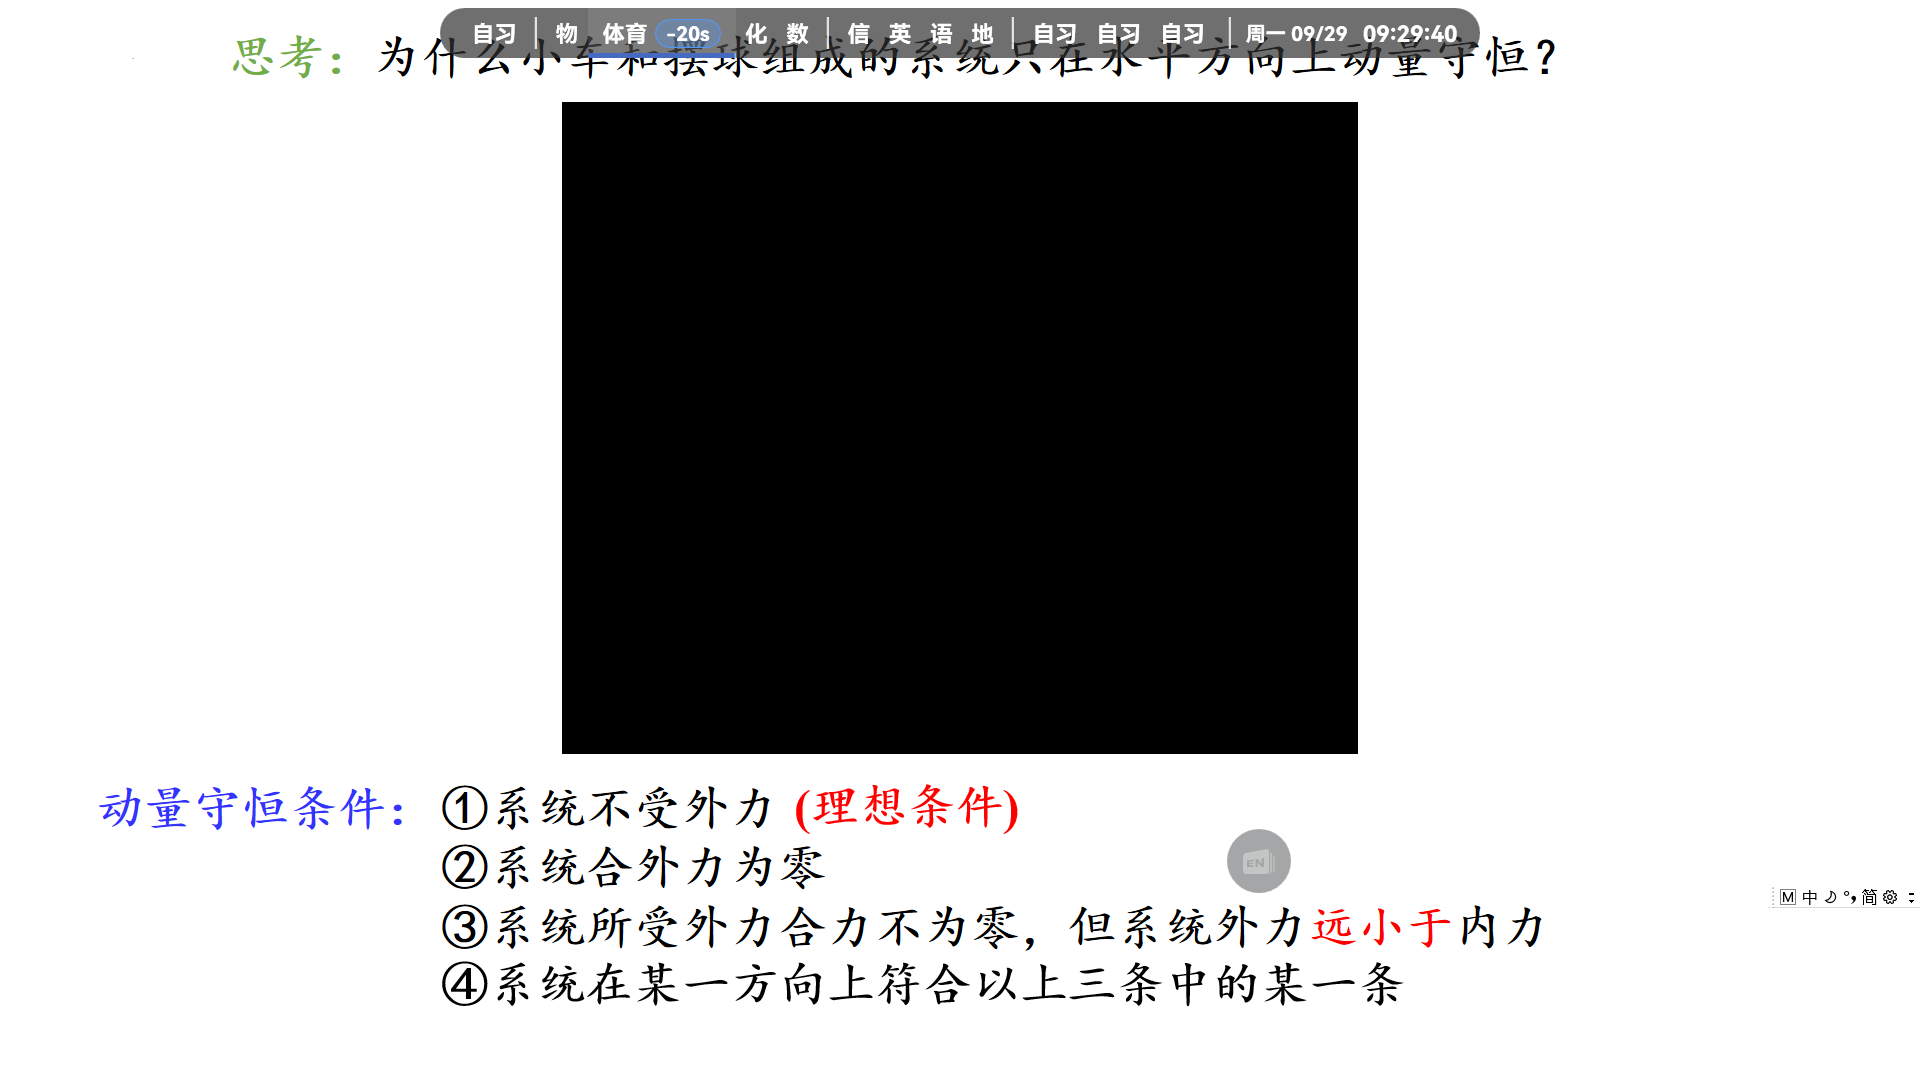 自习 物 体育 -20s 化 数 信 英 语 地 自习 自习 自习 周一 09/29 09:29:40
思考：为什么小车和摆球组成的系统只在水平方向上动量守恒？
动量守恒条件：①系统不受外力 (理想条件)
②系统合外力为零
EN
③系统所受外力合力不为零，但系统外力远小于内力
M 中 简
④系统在某一方向上符合以上三条中的某一条